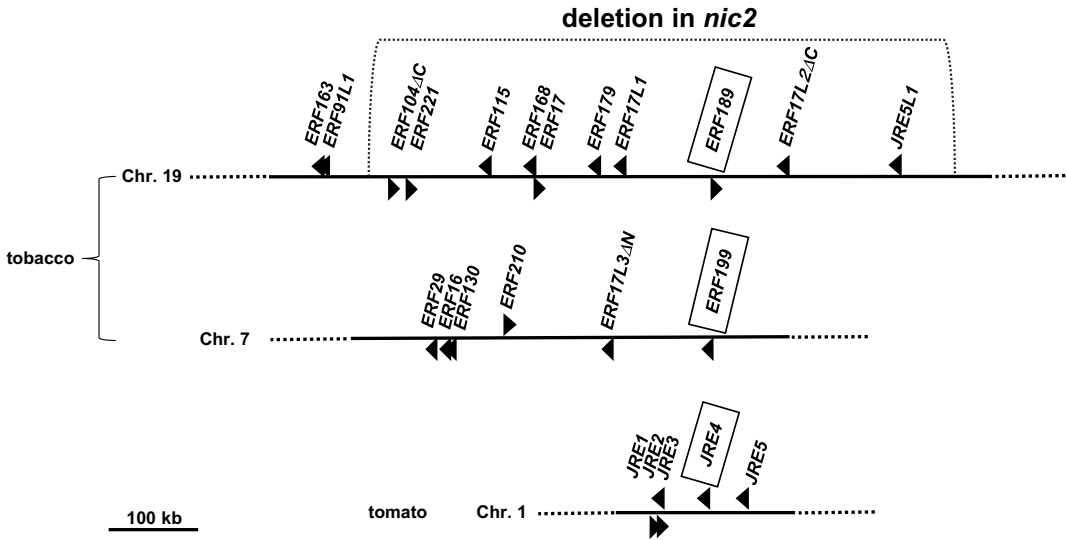 deletion in nic2
ERF163
ERF91L1
ERF104ΔC
ERF221
ERF115
ERF168
ERF17
ERF179
ERF17L1
ERF189
ERF17L2ΔC
JRE5L1
Chr. 19
tobacco
ERF29
ERF16
ERF130
ERF210
ERF17L3ΔN
ERF199
Chr. 7
JRE1
JRE2
JRE3
JRE4
JRE5
100 kb
tomato Chr. 1